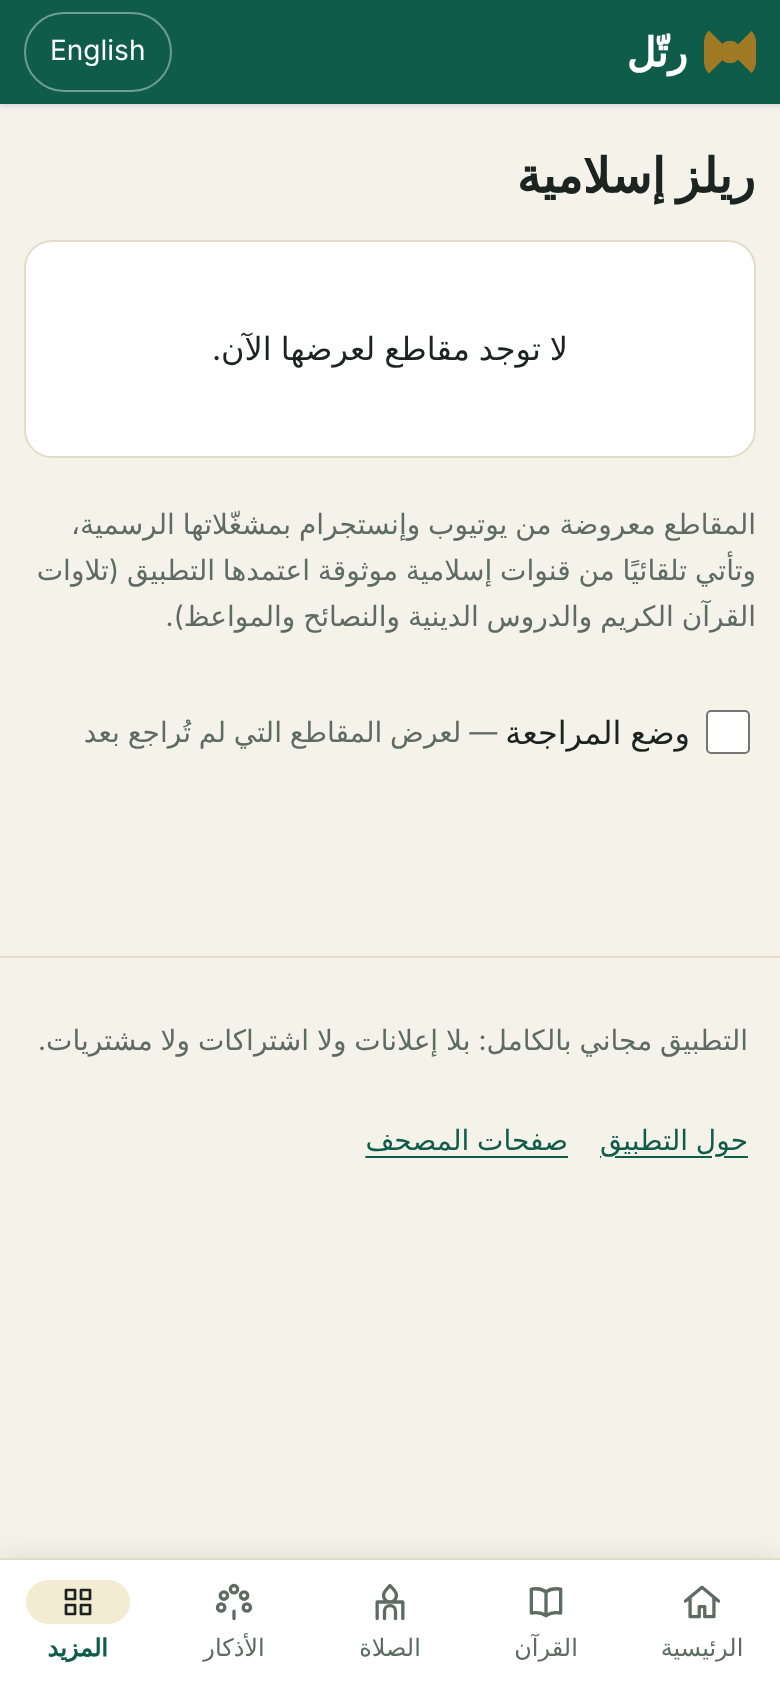 رتّل
English
ريلز إسلامية
لا توجد مقاطع لعرضها الآن.
المقاطع معروضة من يوتيوب وإنستجرام بمشغّلاتها الرسمية،
وتأتي تلقائيًا من قنوات إسلامية موثوقة اعتمدها التطبيق (تلاوات
القرآن الكريم والدروس الدينية والنصائح والمواعظ).
وضع المراجعة — لعرض المقاطع التي لم تُراجع بعد
التطبيق مجاني بالكامل: بلا إعلانات ولا اشتراكات ولا مشتريات.
حول التطبيق صفحات المصحف
الرئيسية القرآن الصلاة الأذكار المزيد